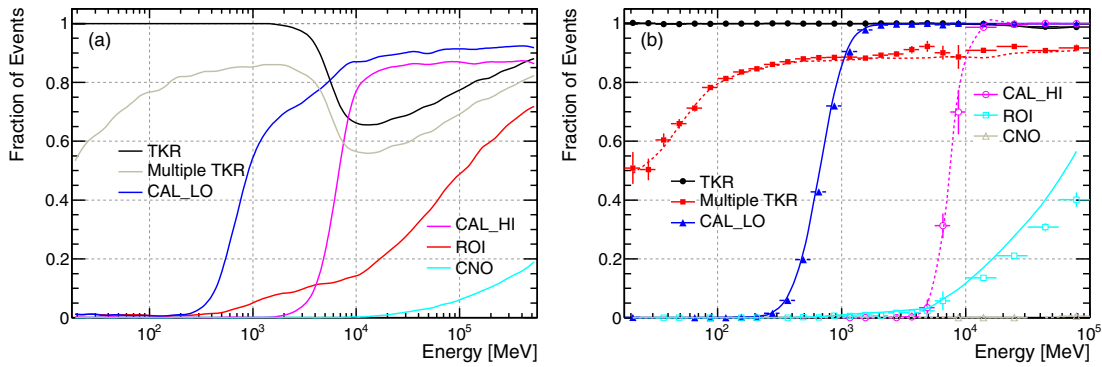 (a)
Fraction of Events
1
0.8
0.6
0.4
0.2
0
TKR
Multiple TKR
CAL_LO
CAL_HI
ROI
CNO
10²
10³
10⁴
10⁵
Energy [MeV]
(b)
Fraction of Events
1
0.8
0.6
0.4
0.2
0
CAL_HI
ROI
CNO
TKR
Multiple TKR
CAL_LO
10²
10³
10⁴
10⁵
Energy [MeV]